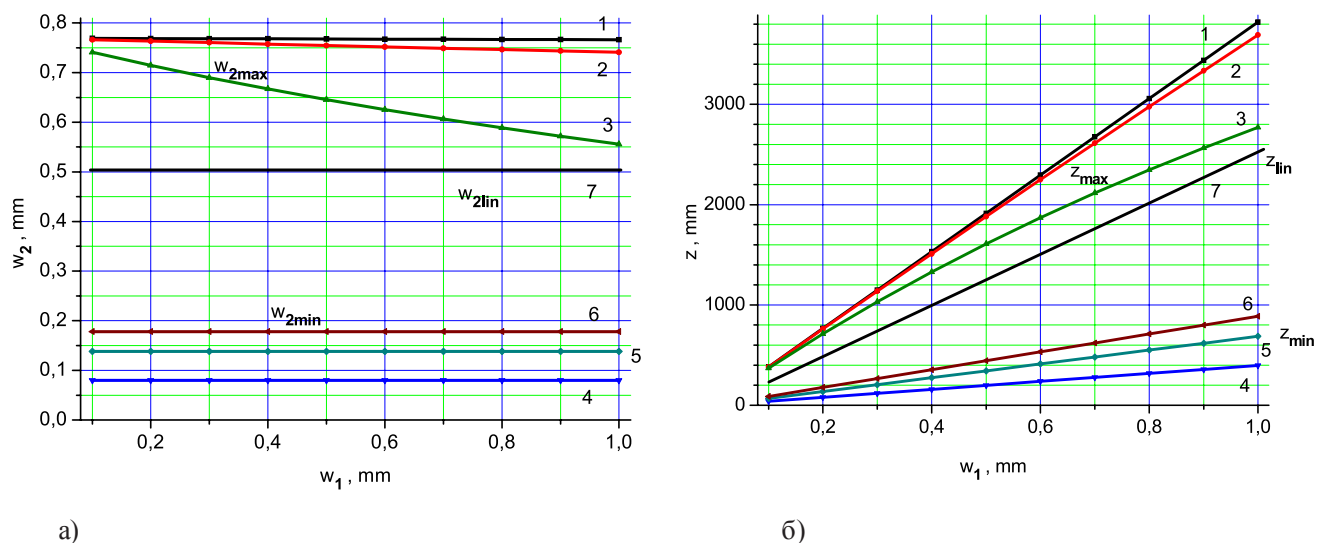 0,8
0,7
0,6
0,5
0,4
0,3
0,2
0,1
0,0
w2 , mm
1
2
w2max
3
w2lin
7
w2min
6
5
4
0,2 0,4 0,6 0,8 1,0
w1 , mm
а)
3000
2000
1000
0
z , mm
1
2
3
zmax
zlin
7
6
zmin
5
4
0,2 0,4 0,6 0,8 1,0
w1 , mm
б)